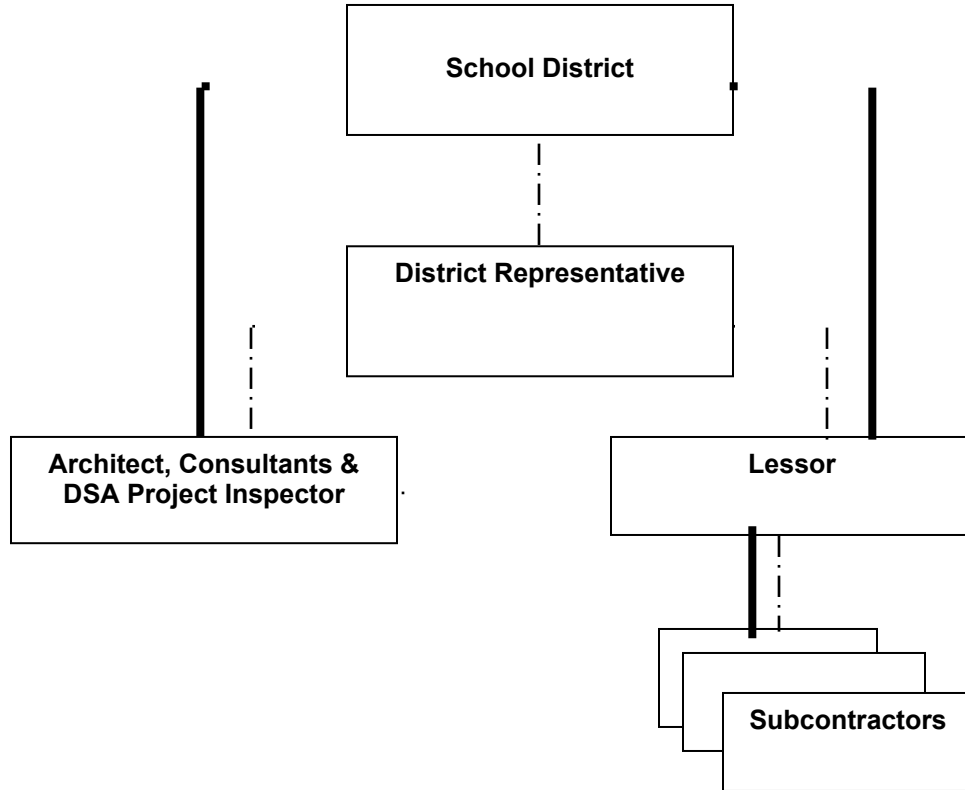 School District
District Representative
Architect, Consultants &
DSA Project Inspector
Lessor
Subcontractors